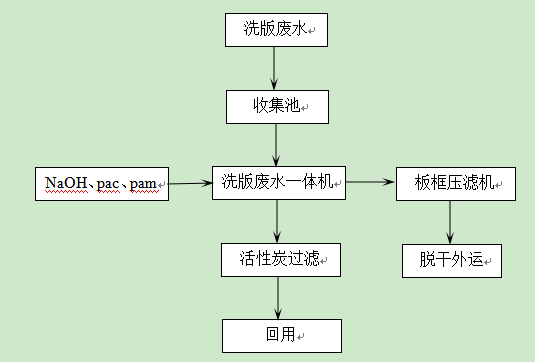 洗版废水
收集池
NaOH、pac、pam
洗版废水一体机
板框压滤机
活性炭过滤
脱干外运
回用